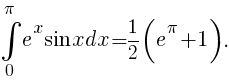 ∫₀^π e^x sin x dx = 1/2 (e^π + 1).